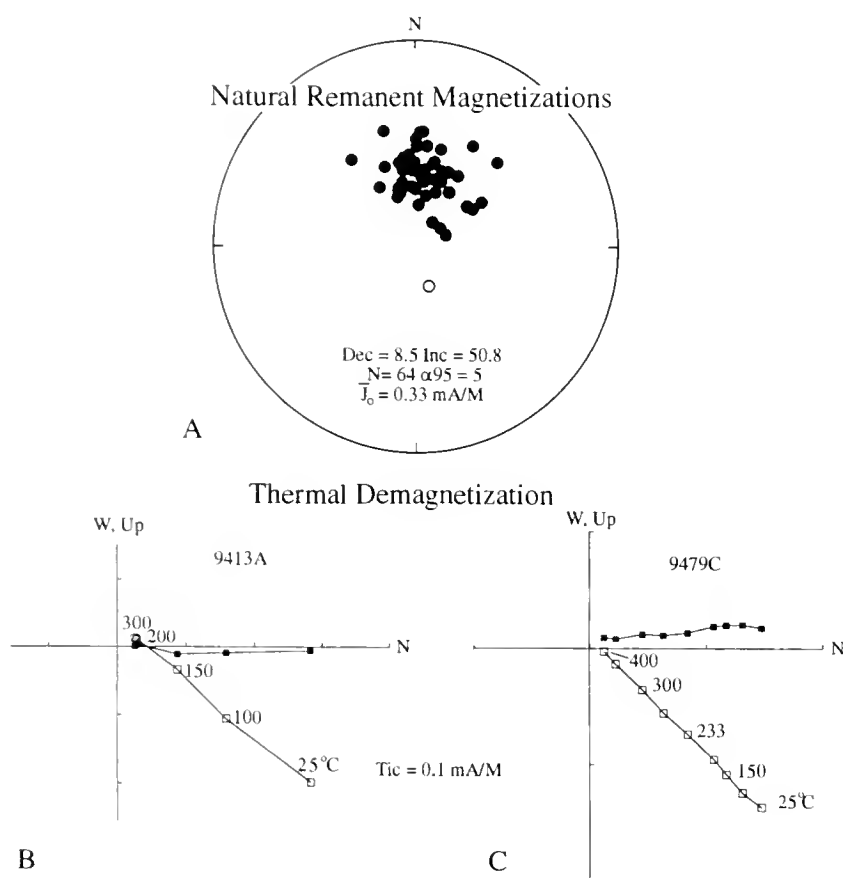 N
Natural Remanent Magnetizations
Dec = 8.5 Inc = 50.8
N= 64 α95 = 5
J̅₀ = 0.33 mA/M
A
Thermal Demagnetization
W, Up
9413A
300
200
N
150
100
25°C
Tic = 0.1 mA/M
B
W. Up
9479C
N
400
300
233
150
25°C
C